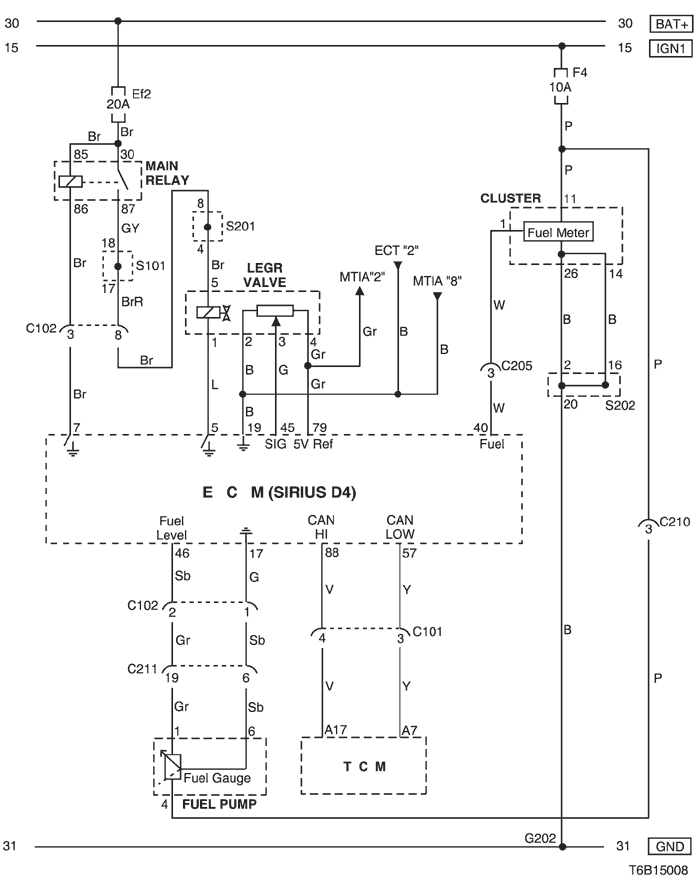 30 30 BAT+
15 15 IGN1
Ef2
20A
F4
10A
Br Br
P
85 30
MAIN
RELAY
P
86 87
GY
8
S201
4
CLUSTER
11
1
Fuel Meter
18
S101
17
Br
Br
BrR
LEGR
VALVE
5
ECT "2"
MTIA"2" MTIA "8"
26 14
W
B B
C102
3 8
1 2 3 4
Gr
Gr
B
B
Br
C205
3
2 16
P
Br
L
B
G
Gr
W
S202
20
B
7 5 19 45 79 40
SIG 5V Ref Fuel
E C M (SIRIUS D4)
Fuel
Level
CAN
HI
CAN
LOW
C210
3
46 17 88 57
Sb G V Y
C102
2 1
C101
4 3
Gr Sb
B
C211
19 6
V Y
P
Gr Sb
1 6
A17 A7
T C M
Fuel Gauge
4 FUEL PUMP
G202
31 31 GND
T6B15008